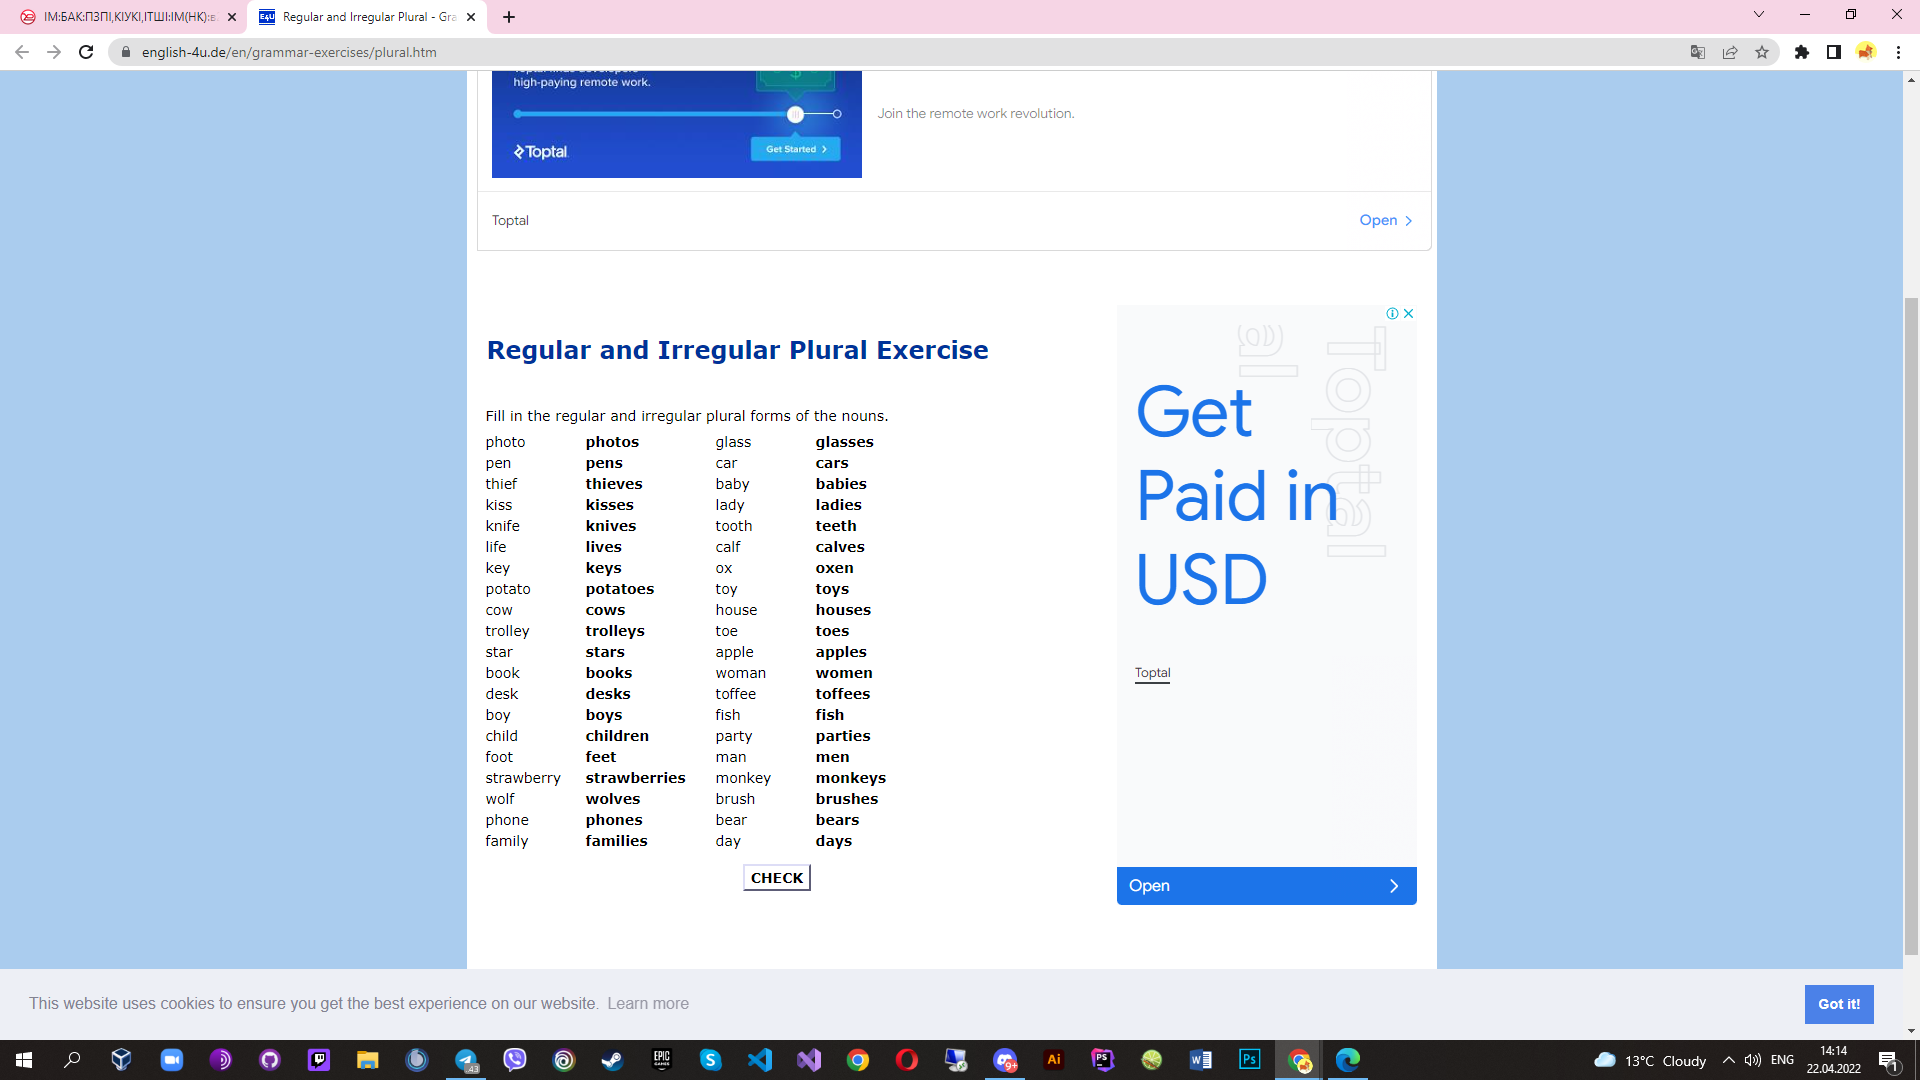 ІМ:БАК:ПЗПІ,КІУКІ,ІТШІ:ІМ(НК):в
Regular and Irregular Plural - Gra
english-4u.de/en/grammar-exercises/plural.htm
high-paying remote work.
Join the remote work revolution.
Get Started
Toptal
Toptal
Open
Regular and Irregular Plural Exercise
Fill in the regular and irregular plural forms of the nouns.
photo photos glass glasses
pen pens car cars
thief thieves baby babies
kiss kisses lady ladies
knife knives tooth teeth
life lives calf calves
key keys ox oxen
potato potatoes toy toys
cow cows house houses
trolley trolleys toe toes
star stars apple apples
book books woman women
desk desks toffee toffees
boy boys fish fish
child children party parties
foot feet man men
strawberry strawberries monkey monkeys
wolf wolves brush brushes
phone phones bear bears
family families day days
CHECK
Toptal
al
Get
Paid in
USD
Toptal
Open
This website uses cookies to ensure you get the best experience on our website. Learn more
Got it!
13°C Cloudy
ENG
14:14
22.04.2022